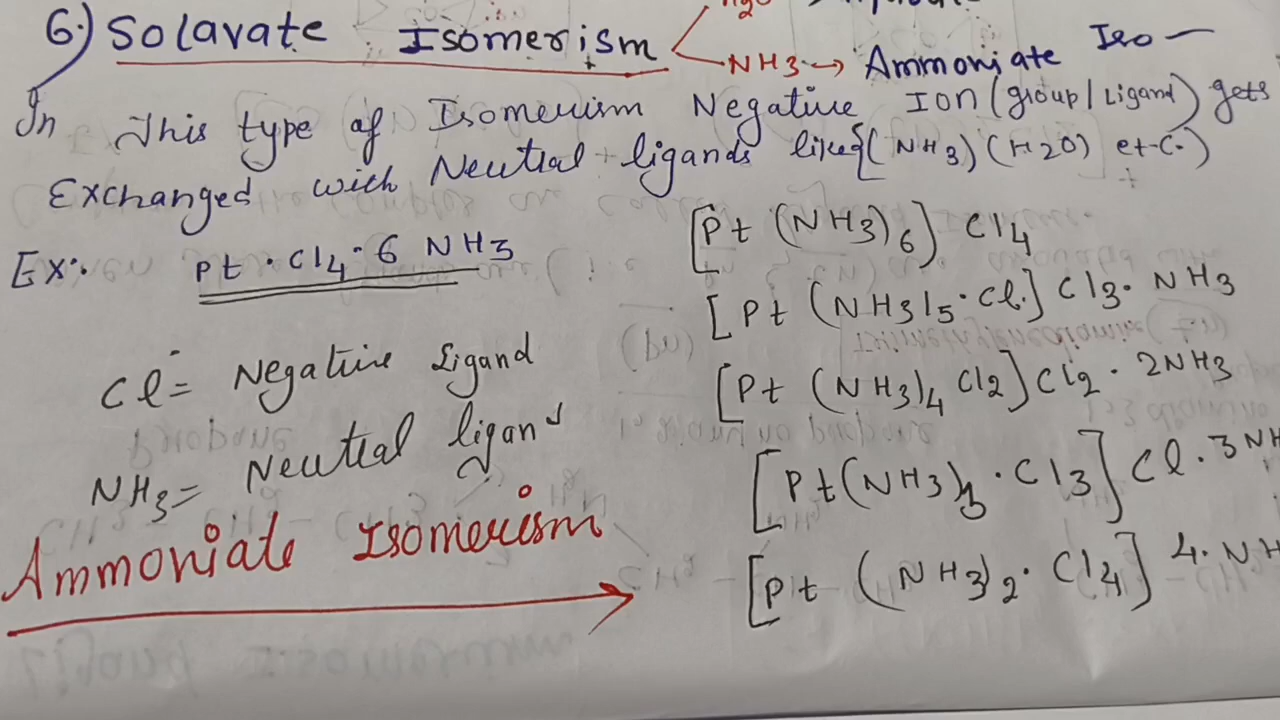 6.) Solavate Isomerism
NH3 → Ammoniate Iso —
In This type of Isomerism Negative Ion (group / Ligand) gets
Exchanged with Neutral ligands like {(NH3) (H2O) etc.)
Ex:. Pt · Cl4 · 6 NH3
[Pt (NH3)6] Cl4
[Pt (NH3)5 · Cl.] Cl3 · NH3
[Pt (NH3)4 Cl2] Cl2 · 2NH3
[Pt (NH3)3 · Cl3] Cl · 3 NH
[Pt (NH3)2 · Cl4] 4 · NH
Cl⁻ = Negative Ligand
NH3 = Neutral ligand
Ammoniate Isomerism